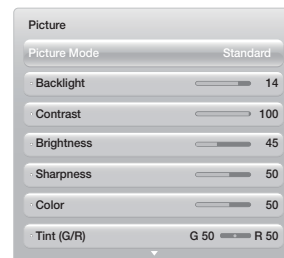 Picture
Picture Mode Standard
Backlight 14
Contrast 100
Brightness 45
Sharpness 50
Color 50
Tint (G/R) G 50 R 50